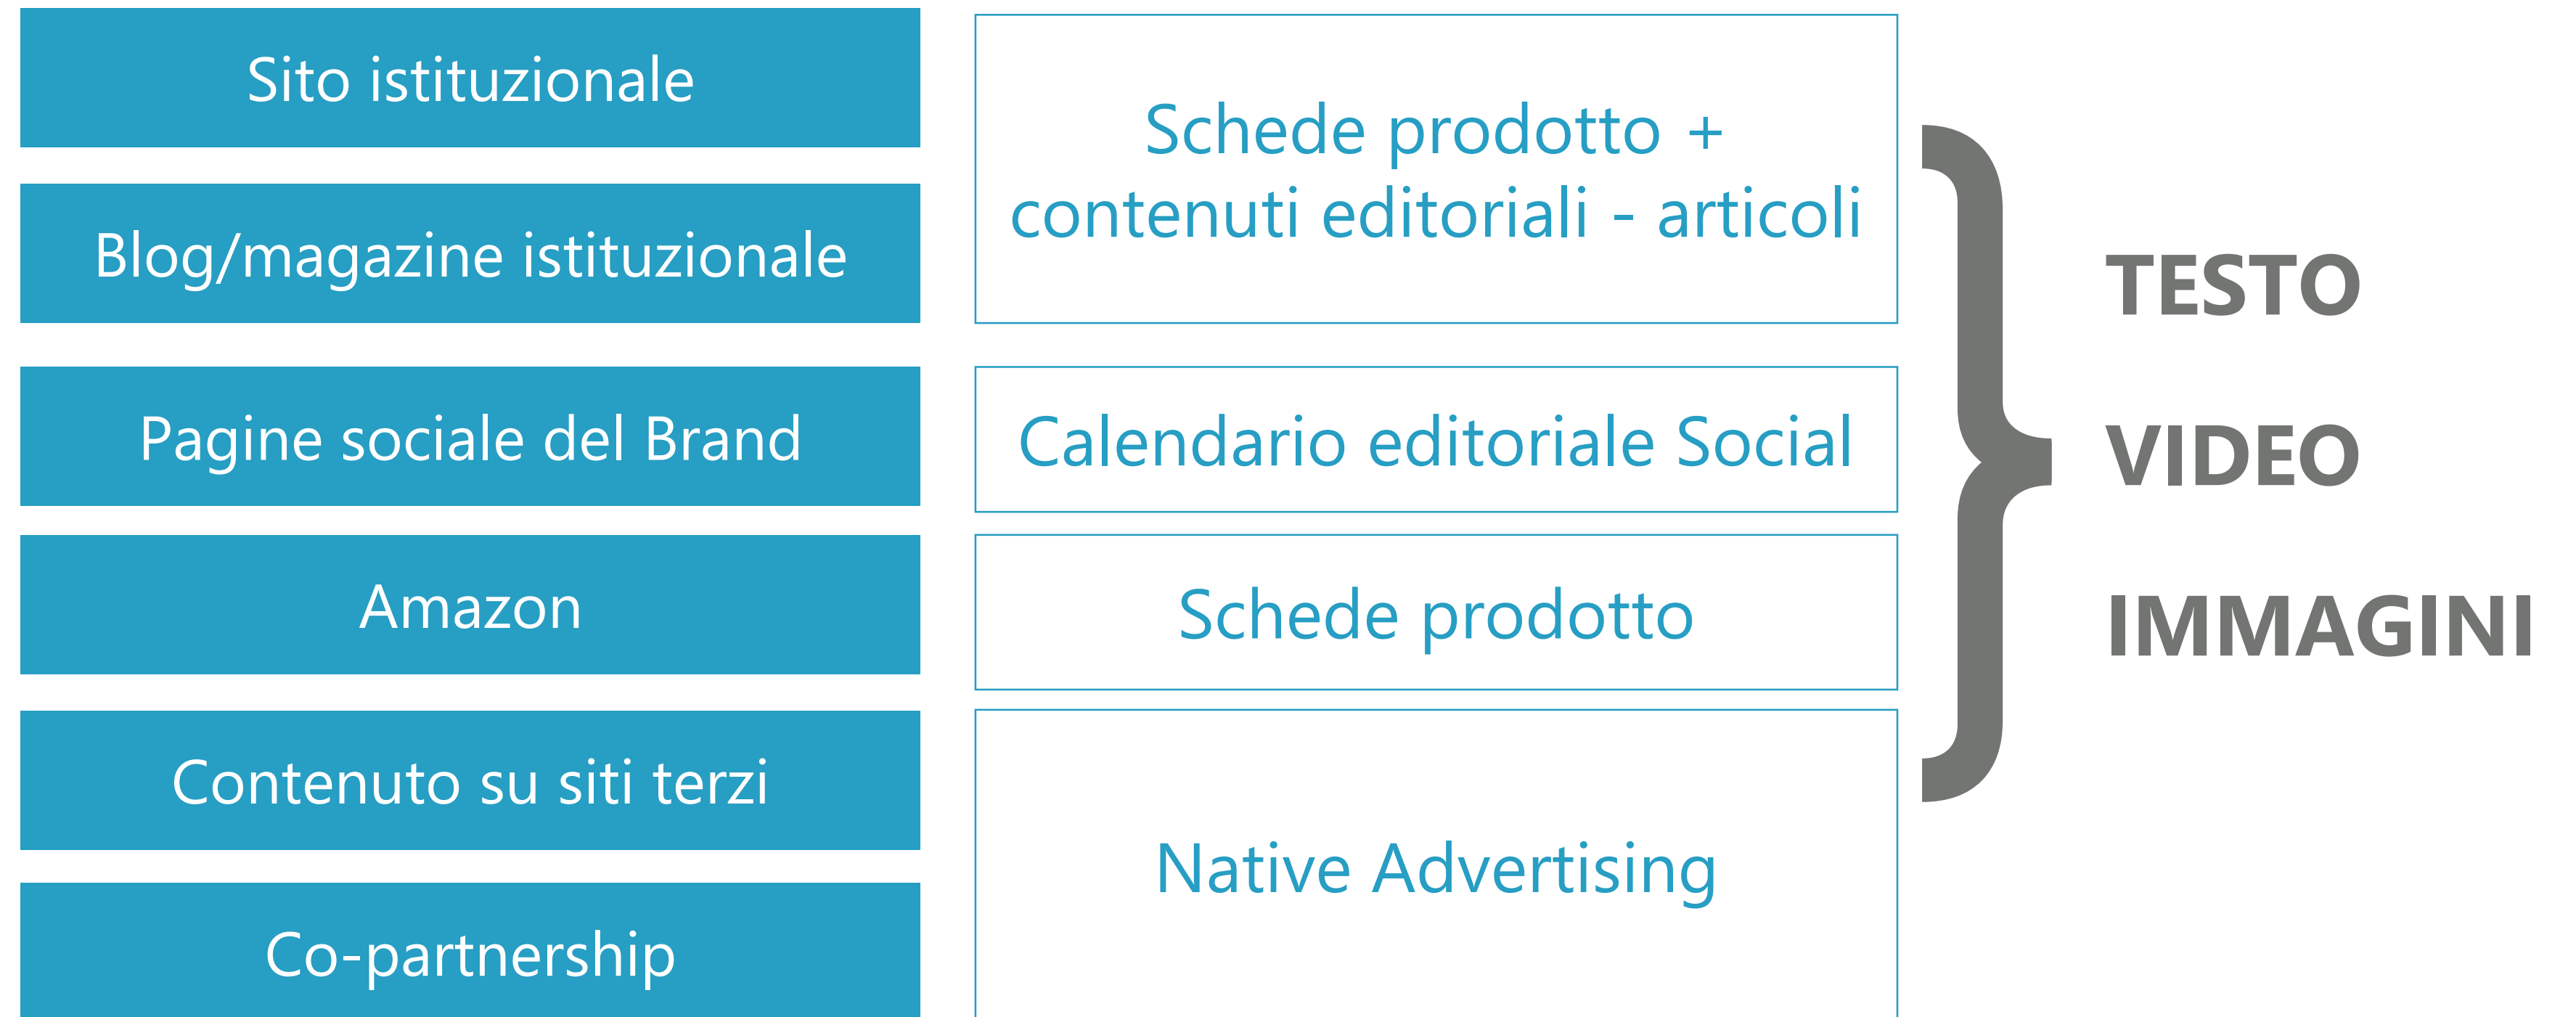 Sito istituzionale
Blog/magazine istituzionale
Schede prodotto +
contenuti editoriali - articoli
Pagine sociale del Brand
Calendario editoriale Social
Amazon
Schede prodotto
Contenuto su siti terzi
Co-partnership
Native Advertising
TESTO
VIDEO
IMMAGINI